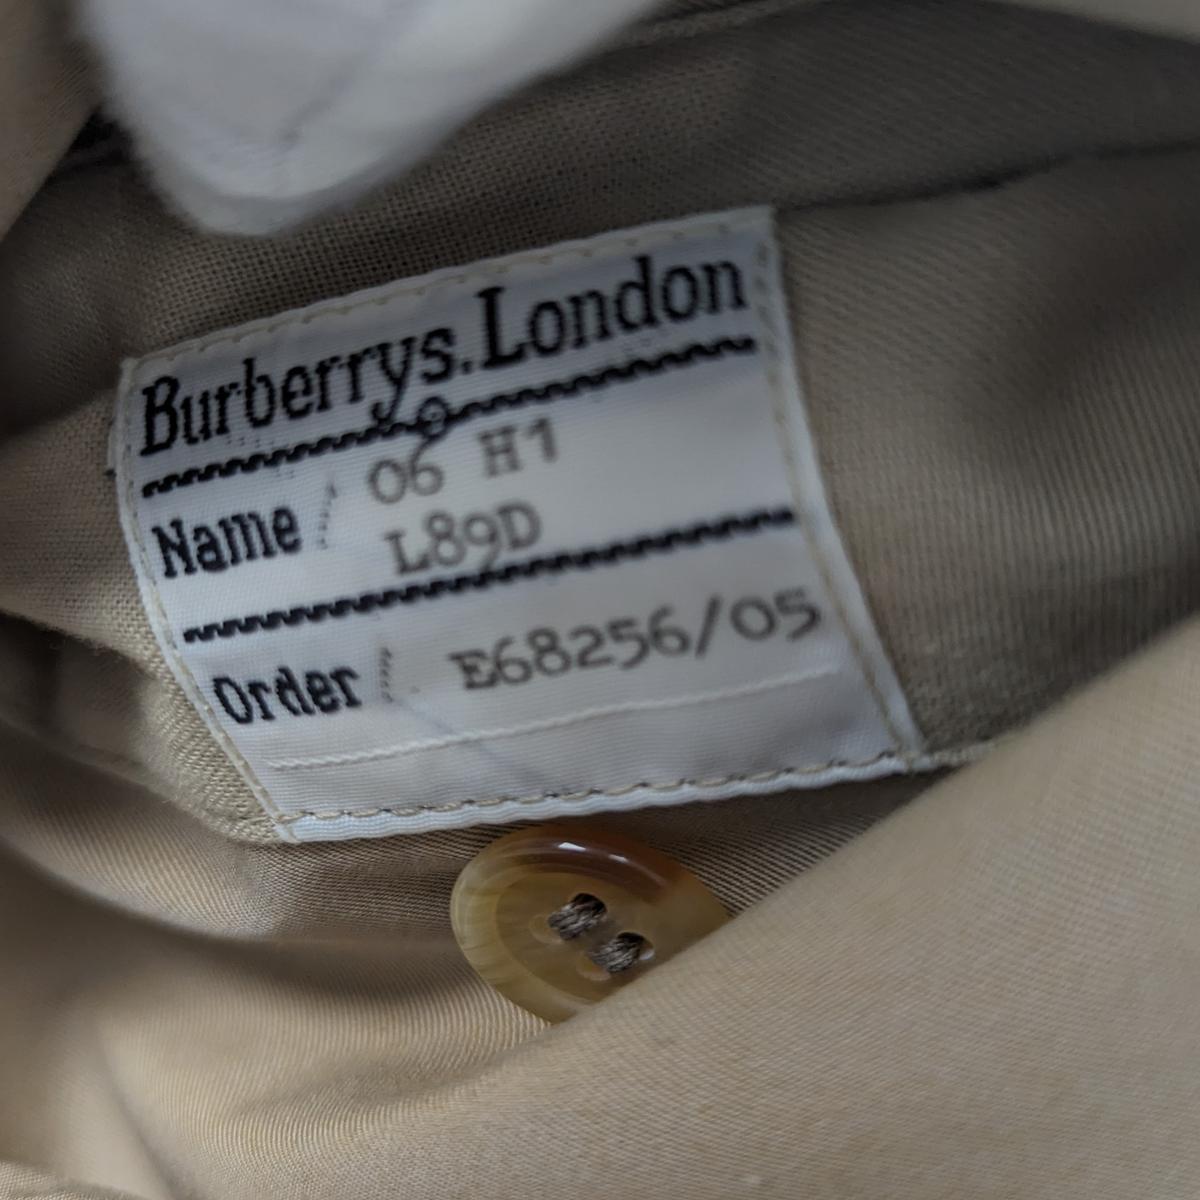 Burberrys. London
Name 06 H1
L89D
Order E68256/05